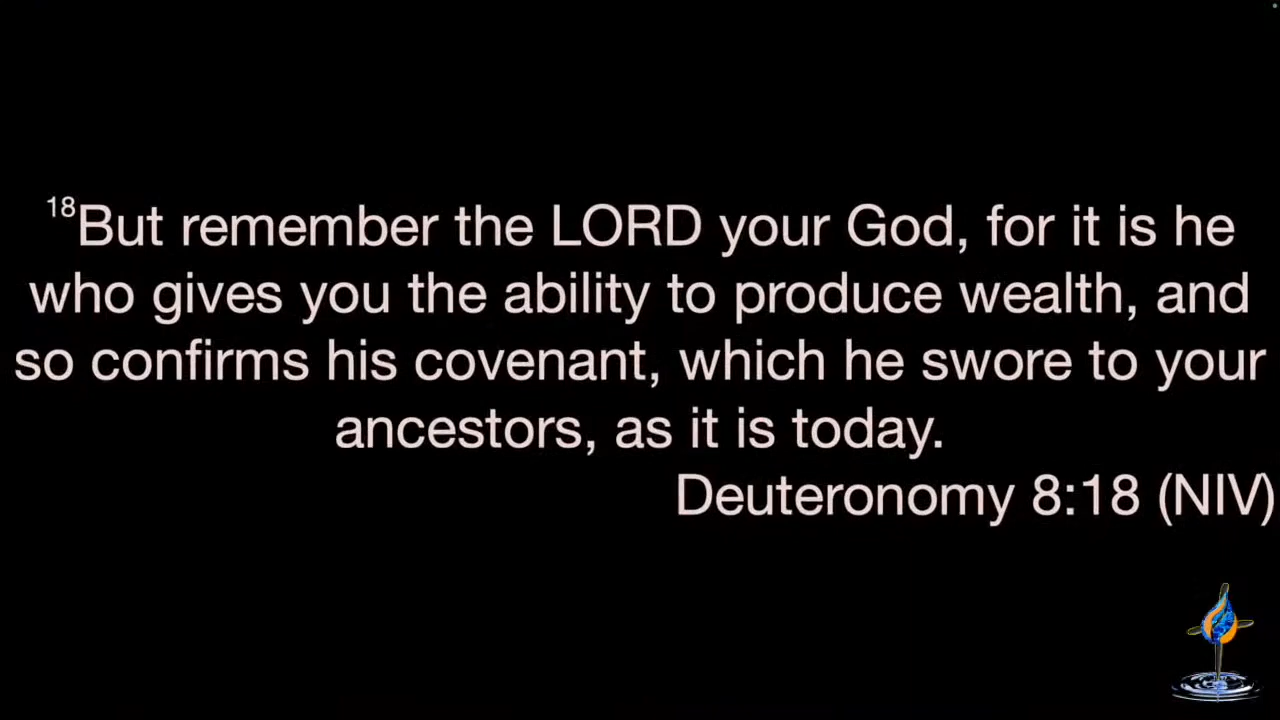 ¹⁸But remember the LORD your God, for it is he
who gives you the ability to produce wealth, and
so confirms his covenant, which he swore to your
ancestors, as it is today.
Deuteronomy 8:18 (NIV)